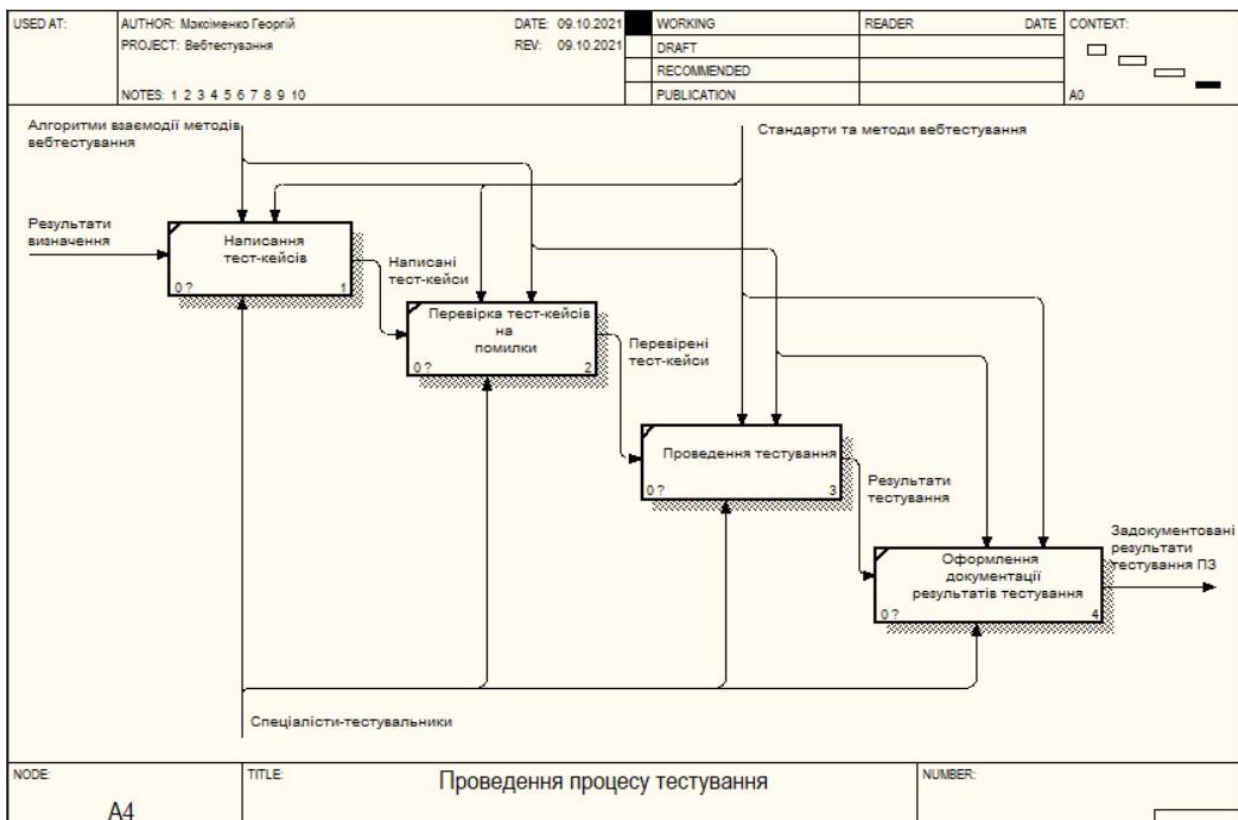 USED AT:
AUTHOR: Максіменко Георгій
DATE: 09.10.2021
PROJECT: Вебтестування
REV: 09.10.2021
NOTES: 1 2 3 4 5 6 7 8 9 10
WORKING
DRAFT
RECOMMENDED
PUBLICATION
READER
DATE
CONTEXT:
A0
Алгоритми взаємодії методів
вебтестування
Стандарти та методи вебтестування
Результати
визначення
Написання
тест-кейсів
0 ?
1
Написані
тест-кейси
Перевірка тест-кейсів
на
помилки
0 ?
2
Перевірені
тест-кейси
Проведення тестування
0 ?
3
Результати
тестування
Оформлення
документації
результатів тестування
0 ?
4
Задокументовані
результати
тестування ПЗ
Спеціалісти-тестувальники
NODE:
A4
TITLE:
Проведення процесу тестування
NUMBER: